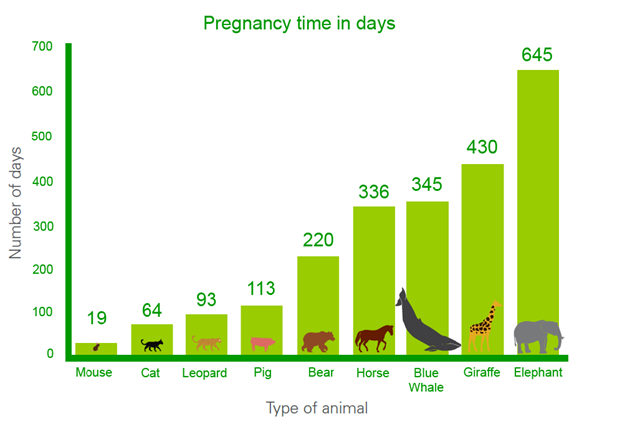 Pregnancy time in days
Number of days
700
600
500
400
300
200
100
0
19
64
93
113
220
336
345
430
645
Mouse
Cat
Leopard
Pig
Bear
Horse
Blue
Whale
Giraffe
Elephant
Type of animal